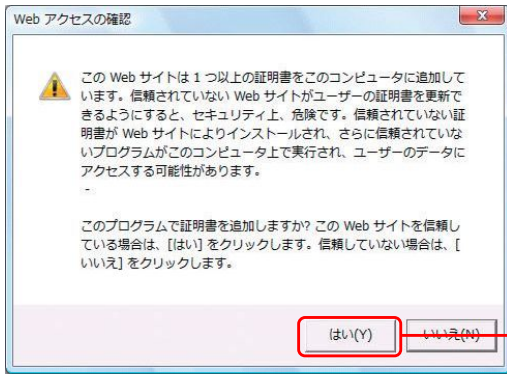 Web アクセスの確認
この Web サイトは 1 つ以上の証明書をこのコンピュータに追加して
います。信頼されていない Web サイトがユーザーの証明書を更新で
きるようにすると、セキュリティ上、危険です。信頼されていない証
明書が Web サイトによりインストールされ、さらに信頼されていな
いプログラムがこのコンピュータ上で実行され、ユーザーのデータに
アクセスする可能性があります。
-
このプログラムで証明書を追加しますか? この Web サイトを信頼し
ている場合は、[はい] をクリックします。信頼していない場合は、[
いいえ] をクリックします。
はい(Y)
いいえ(N)